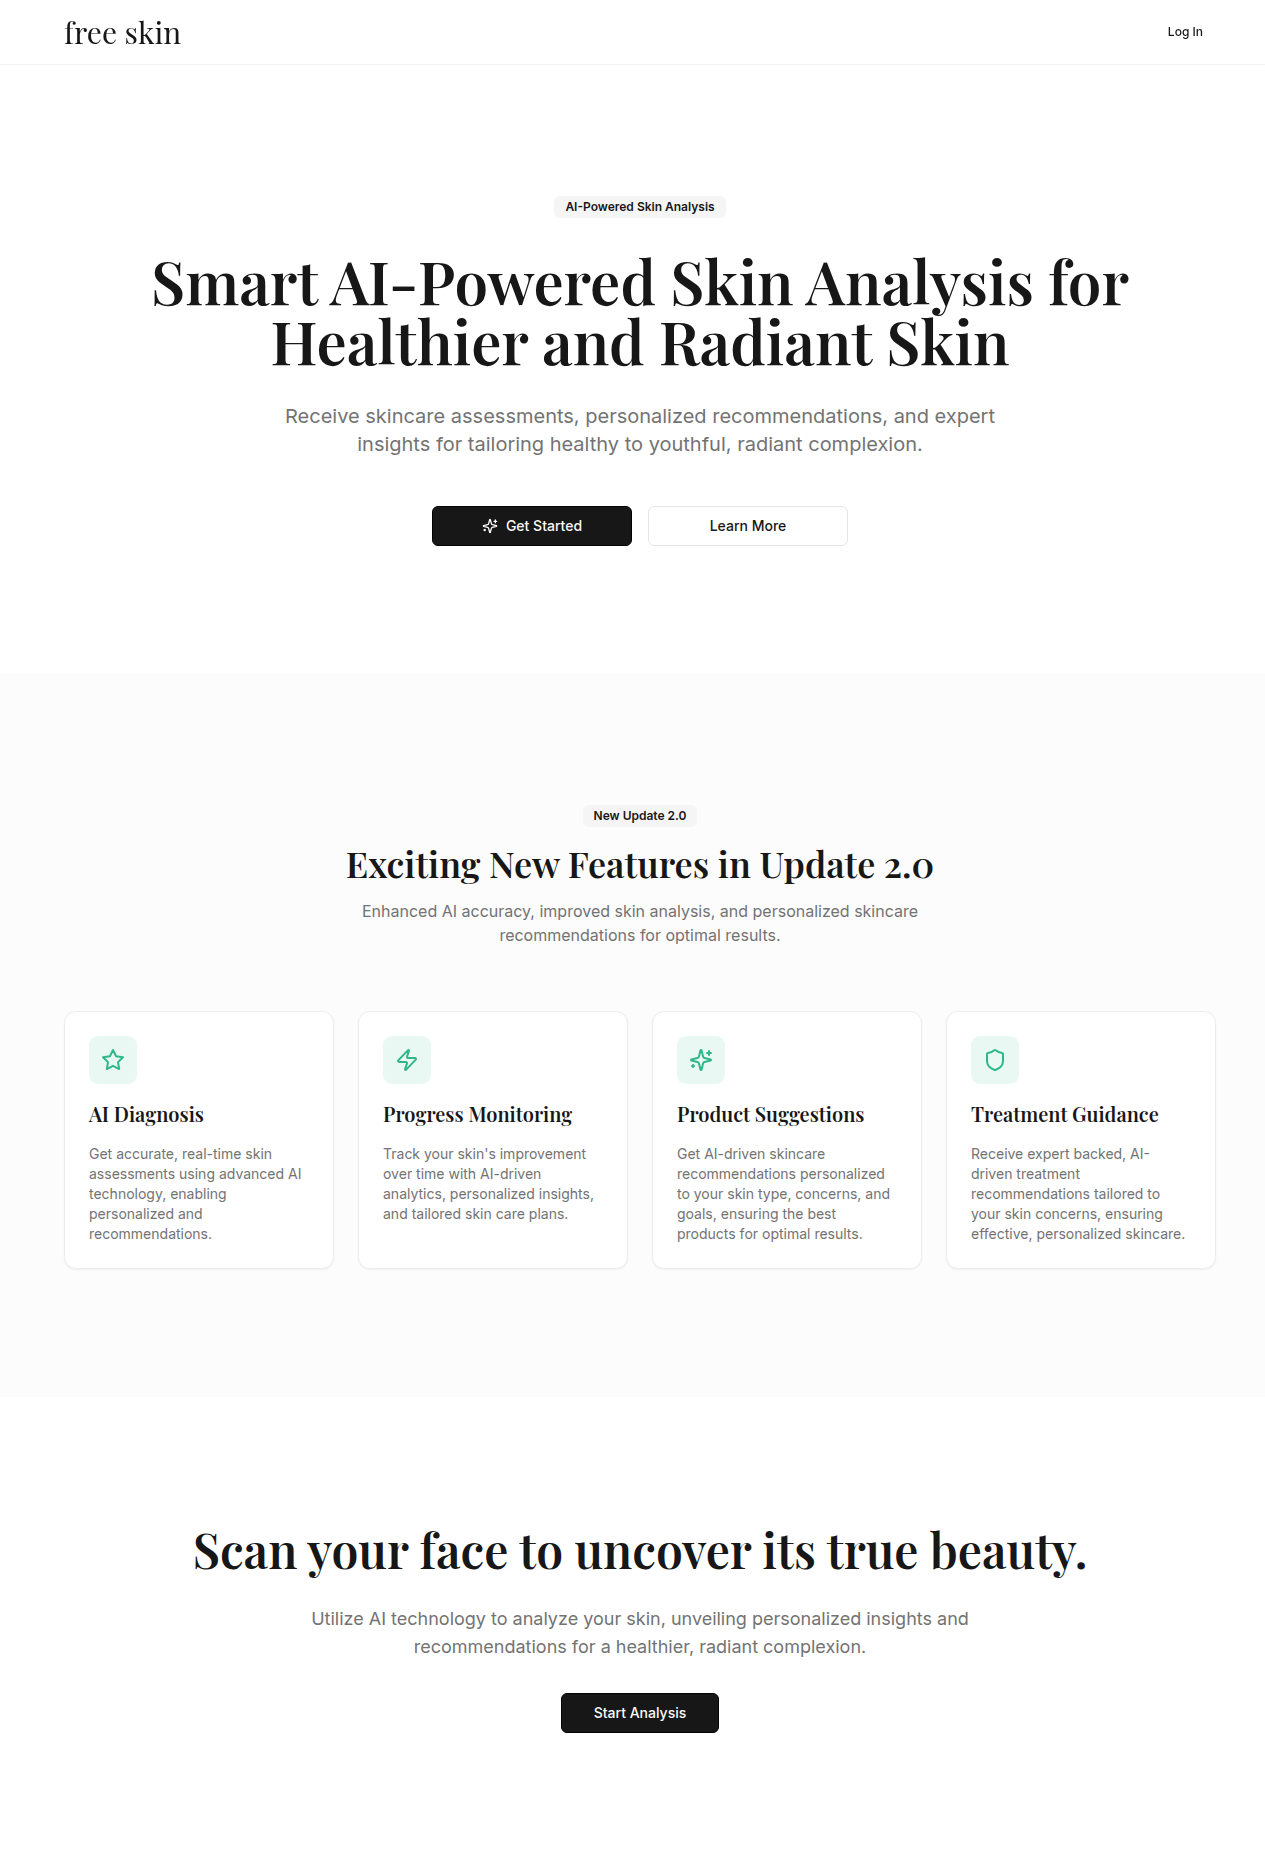 free skin
Log In
AI-Powered Skin Analysis
Smart AI-Powered Skin Analysis for
Healthier and Radiant Skin
Receive skincare assessments, personalized recommendations, and expert
insights for tailoring healthy to youthful, radiant complexion.
Get Started
Learn More
New Update 2.0
Exciting New Features in Update 2.0
Enhanced AI accuracy, improved skin analysis, and personalized skincare
recommendations for optimal results.
AI Diagnosis
Get accurate, real-time skin
assessments using advanced AI
technology, enabling
personalized and
recommendations.
Progress Monitoring
Track your skin's improvement
over time with AI-driven
analytics, personalized insights,
and tailored skin care plans.
Product Suggestions
Get AI-driven skincare
recommendations personalized
to your skin type, concerns, and
goals, ensuring the best
products for optimal results.
Treatment Guidance
Receive expert backed, AI-
driven treatment
recommendations tailored to
your skin concerns, ensuring
effective, personalized skincare.
Scan your face to uncover its true beauty.
Utilize AI technology to analyze your skin, unveiling personalized insights and
recommendations for a healthier, radiant complexion.
Start Analysis